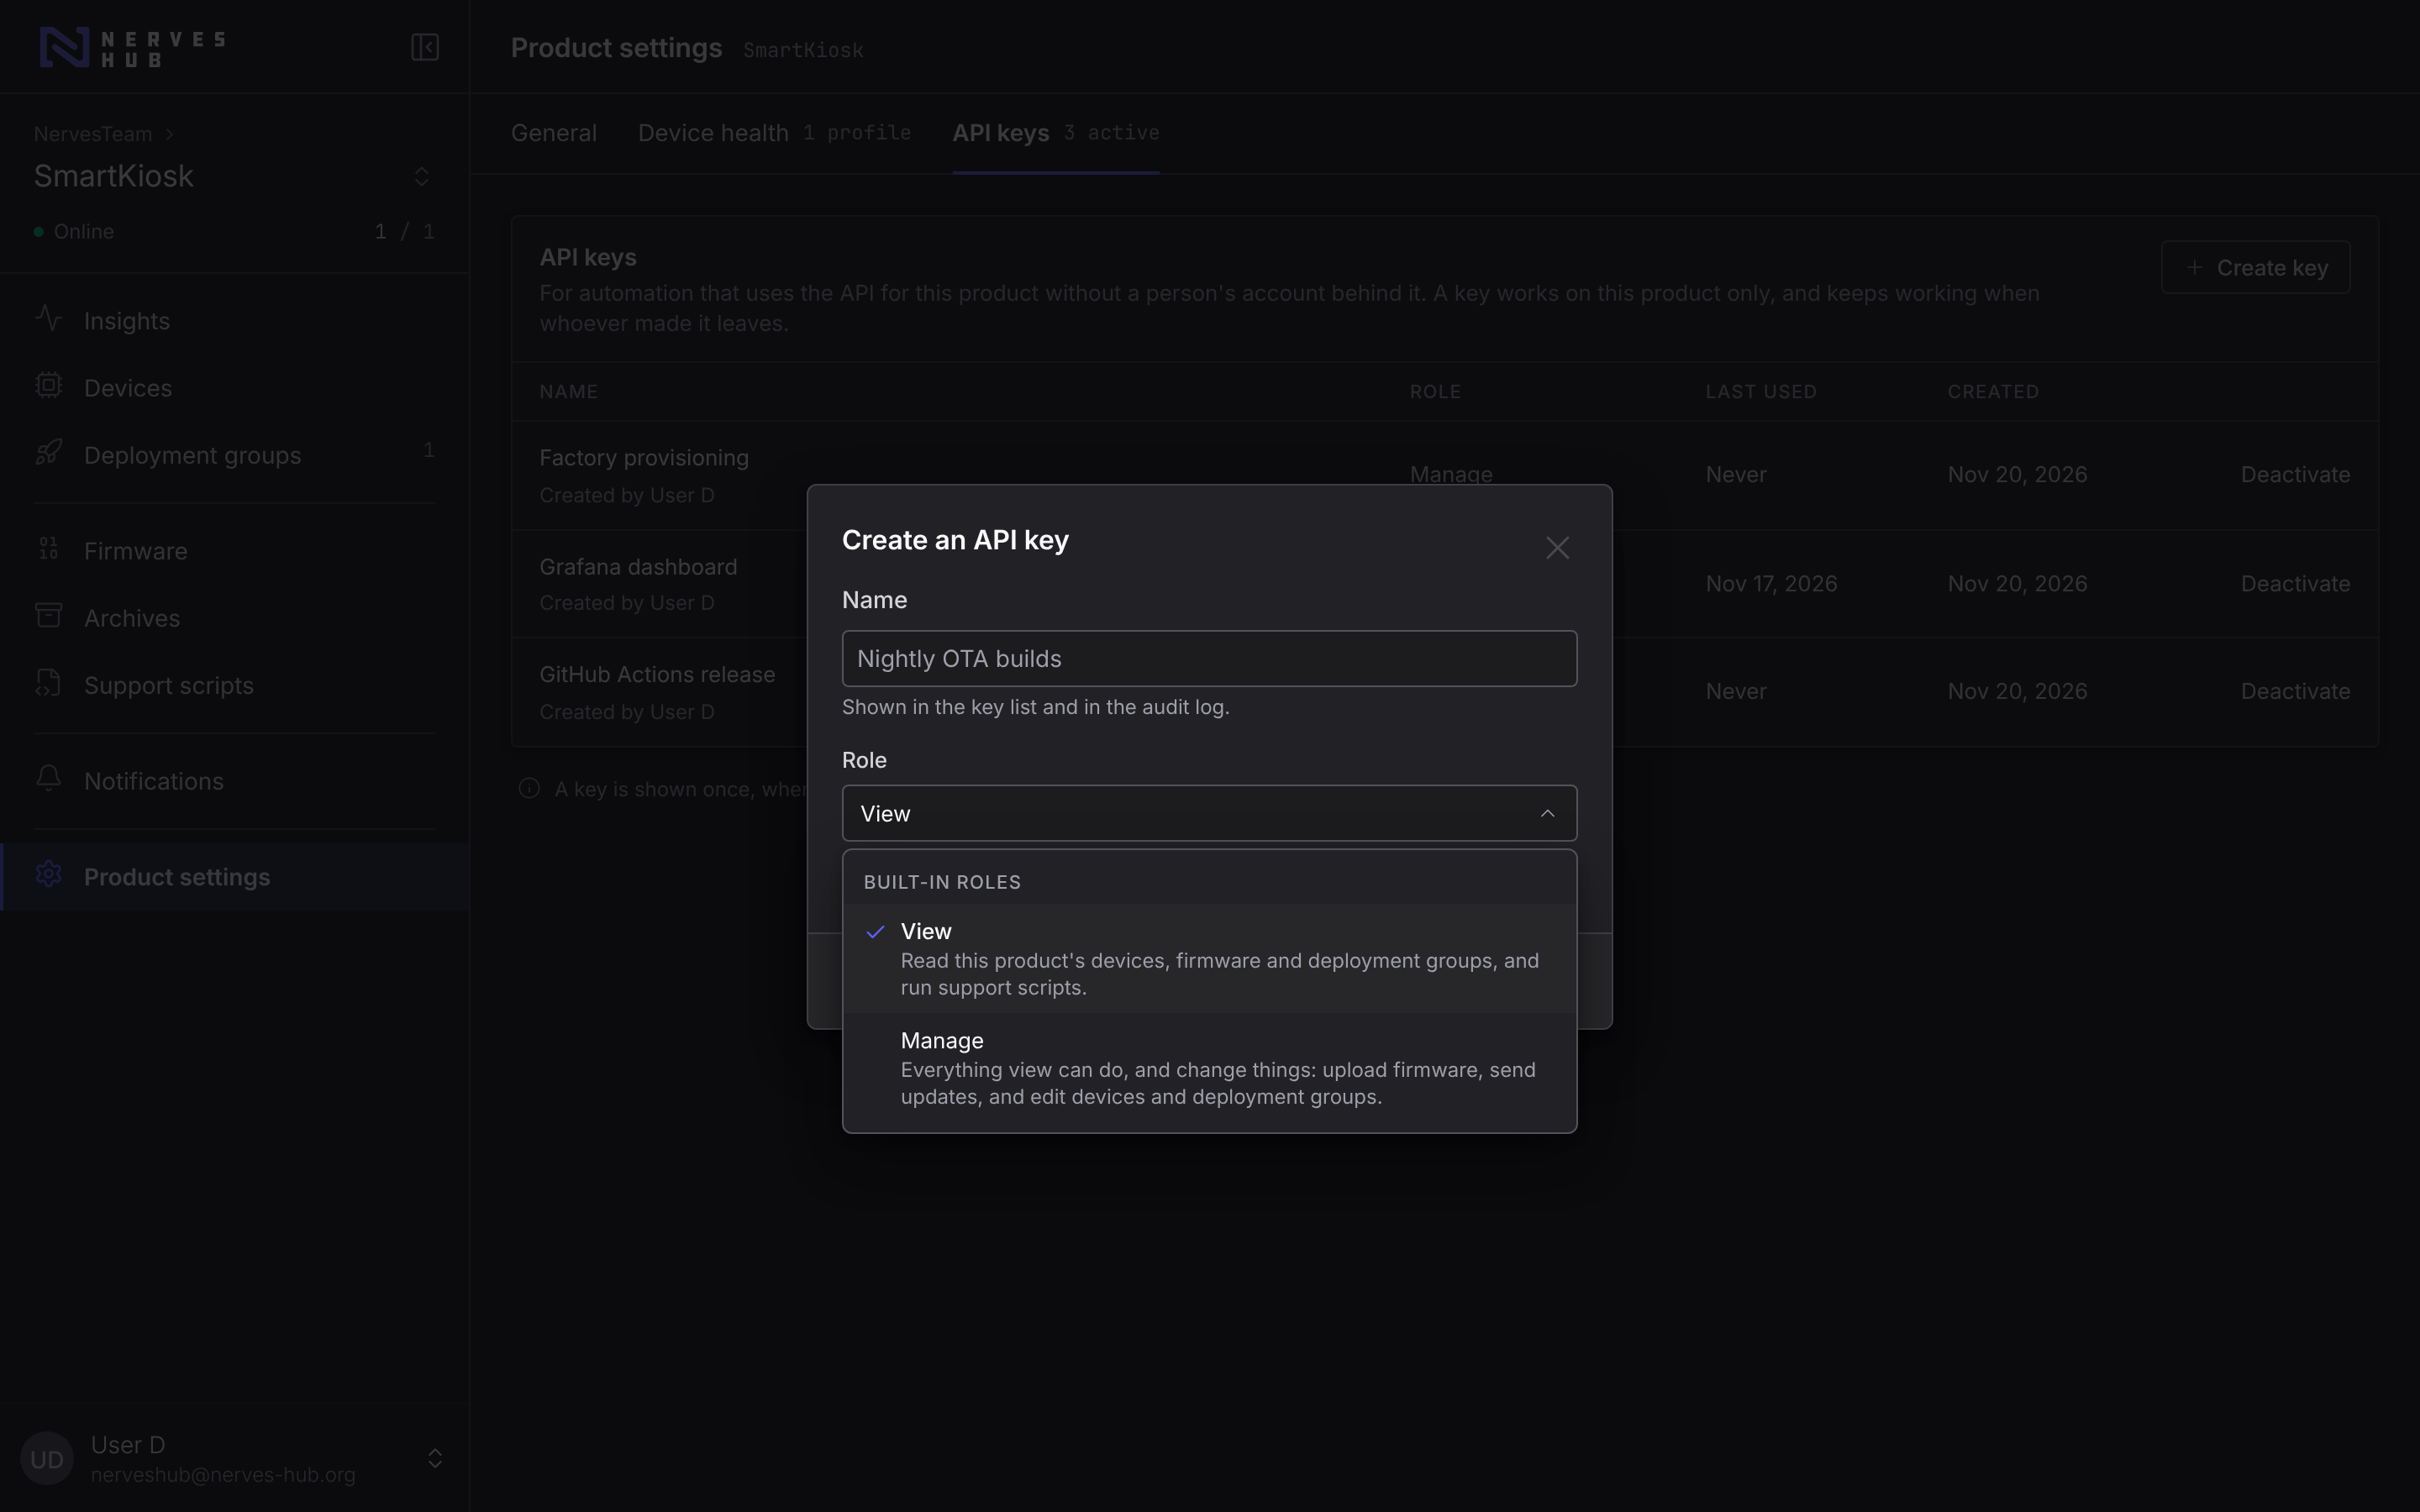 NERVES
HUB
NervesTeam
SmartKiosk
Online
1 / 1
Insights
Devices
Deployment groups 1
Firmware
Archives
Support scripts
Notifications
Product settings
UD
User D
nerveshub@nerves-hub.org
Product settings SmartKiosk
General Device health 1 profile API keys 3 active
API keys
For automation that uses the API for this product without a person's account behind it. A key works on this product only, and keeps working when
whoever made it leaves.
Create key
NAME ROLE LAST USED CREATED
Factory provisioning
Created by User D
Manage Never Nov 20, 2026 Deactivate
Grafana dashboard
Created by User D
Nov 17, 2026 Nov 20, 2026 Deactivate
GitHub Actions release
Created by User D
Never Nov 20, 2026 Deactivate
A key is shown once,
Create an API key
Name
Nightly OTA builds
Shown in the key list and in the audit log.
Role
View
BUILT-IN ROLES
View
Read this product's devices, firmware and deployment groups, and
run support scripts.
Manage
Everything view can do, and change things: upload firmware, send
updates, and edit devices and deployment groups.